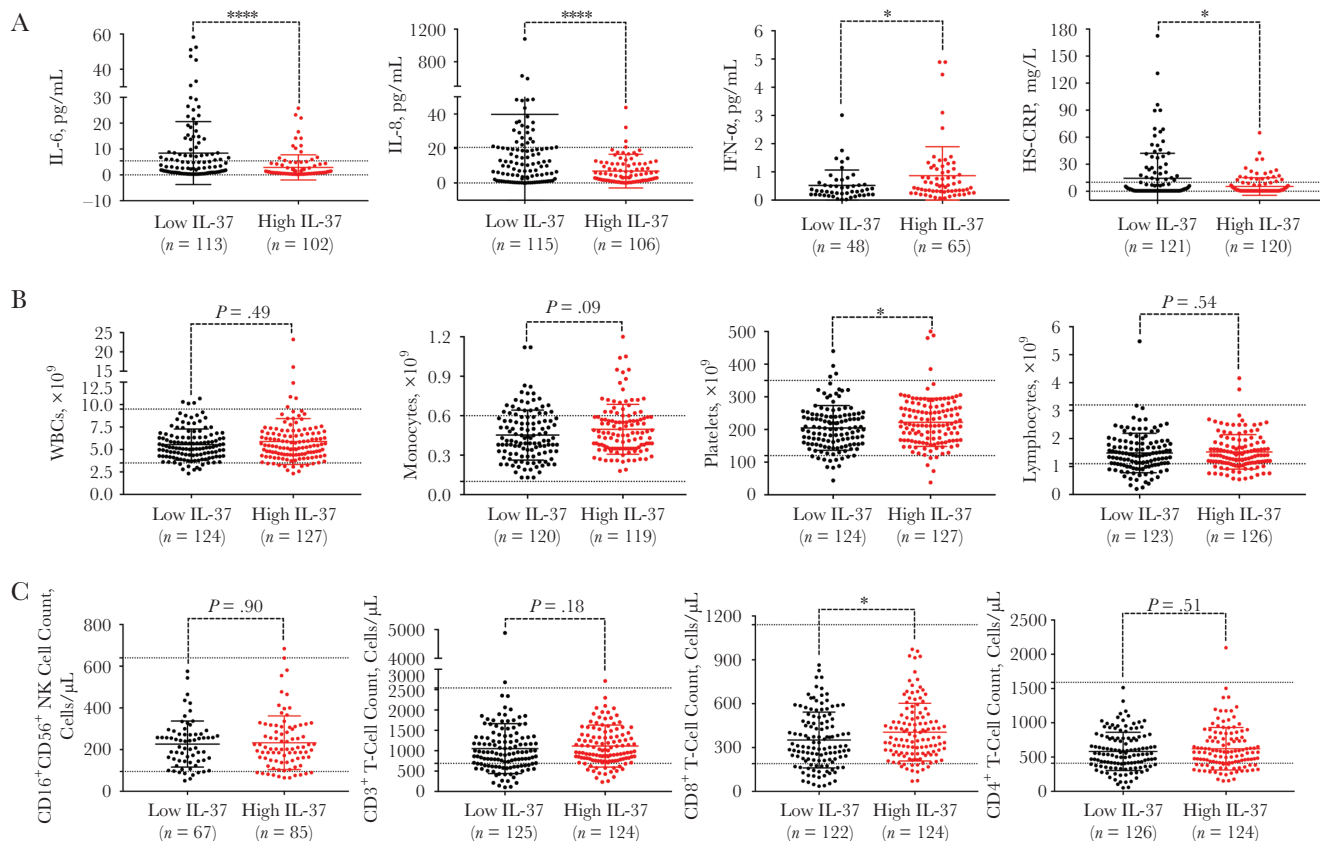 A
IL-6, pg/mL
60
50
40
30
20
10
0
−10
****
Low IL-37
(n = 113)
High IL-37
(n = 102)
IL-8, pg/mL
1200
800
40
20
0
****
Low IL-37
(n = 115)
High IL-37
(n = 106)
IFN-α, pg/mL
6
5
4
3
2
1
0
*
Low IL-37
(n = 48)
High IL-37
(n = 65)
HS-CRP, mg/L
180
150
120
90
60
30
0
*
Low IL-37
(n = 121)
High IL-37
(n = 120)
B
WBCs, ×10⁹
25
20
15
12.5
10.0
7.5
5.0
2.5
0.0
P = .49
Low IL-37
(n = 124)
High IL-37
(n = 127)
Monocytes, ×10⁹
1.2
0.9
0.6
0.3
0.0
P = .09
Low IL-37
(n = 120)
High IL-37
(n = 119)
Platelets, ×10⁹
500
400
300
200
100
0
*
Low IL-37
(n = 124)
High IL-37
(n = 127)
Lymphocytes, ×10⁹
6
5
4
3
2
1
0
P = .54
Low IL-37
(n = 123)
High IL-37
(n = 126)
C
CD16⁺CD56⁺ NK Cell Count,
Cells/μL
800
600
400
200
0
P = .90
Low IL-37
(n = 67)
High IL-37
(n = 85)
CD3⁺ T-Cell Count, Cells/μL
5000
4000
3000
2500
2000
1500
1000
500
0
P = .18
Low IL-37
(n = 125)
High IL-37
(n = 124)
CD8⁺ T-Cell Count, Cells/μL
1200
900
600
300
0
*
Low IL-37
(n = 122)
High IL-37
(n = 124)
CD4⁺ T-Cell Count, Cells/μL
2500
2000
1500
1000
500
0
P = .51
Low IL-37
(n = 126)
High IL-37
(n = 124)